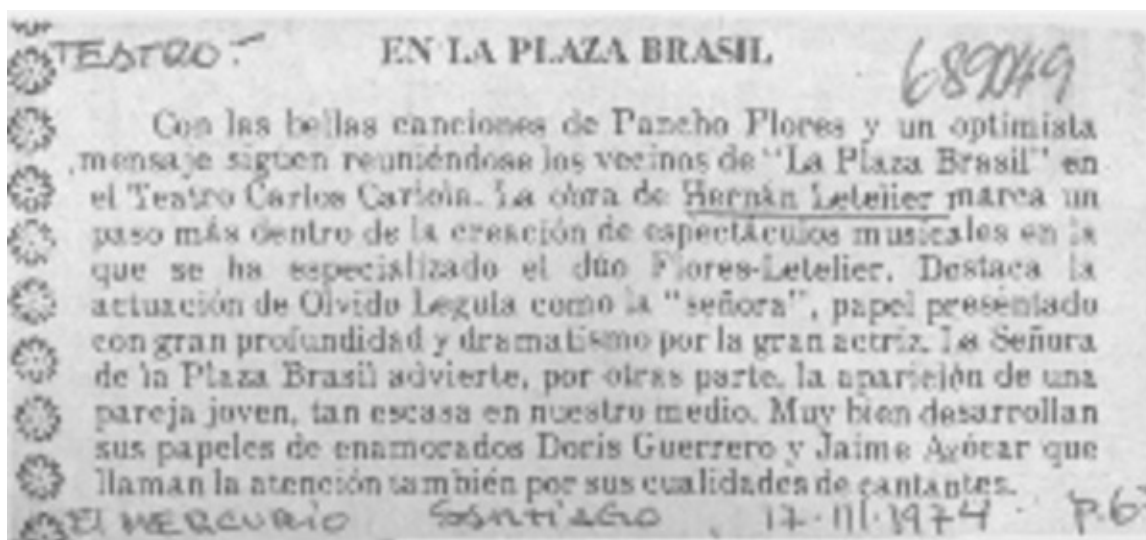 TEATRO.-
EN LA PLAZA BRASIL
689049
Con las bellas canciones de Pancho Flores y un optimista
mensaje siguen reuniéndose los vecinos de "La Plaza Brasil" en
el Teatro Carlos Cariola. La obra de Hernán Letelier marca un
paso más dentro de la creación de espectáculos musicales en la
que se ha especializado el dúo Flores-Letelier. Destaca la
actuación de Olvido Leguía como la "señora", papel presentado
con gran profundidad y dramatismo por la gran actriz. La Señora
de la Plaza Brasil advierte, por otras parte, la aparición de una
pareja joven, tan escasa en nuestro medio. Muy bien desarrollan
sus papeles de enamorados Doris Guerrero y Jaime Azócar que
llaman la atención también por sus cualidades de cantantes.
El MERCURIO SANTIAGO 17.III.1974. p.6